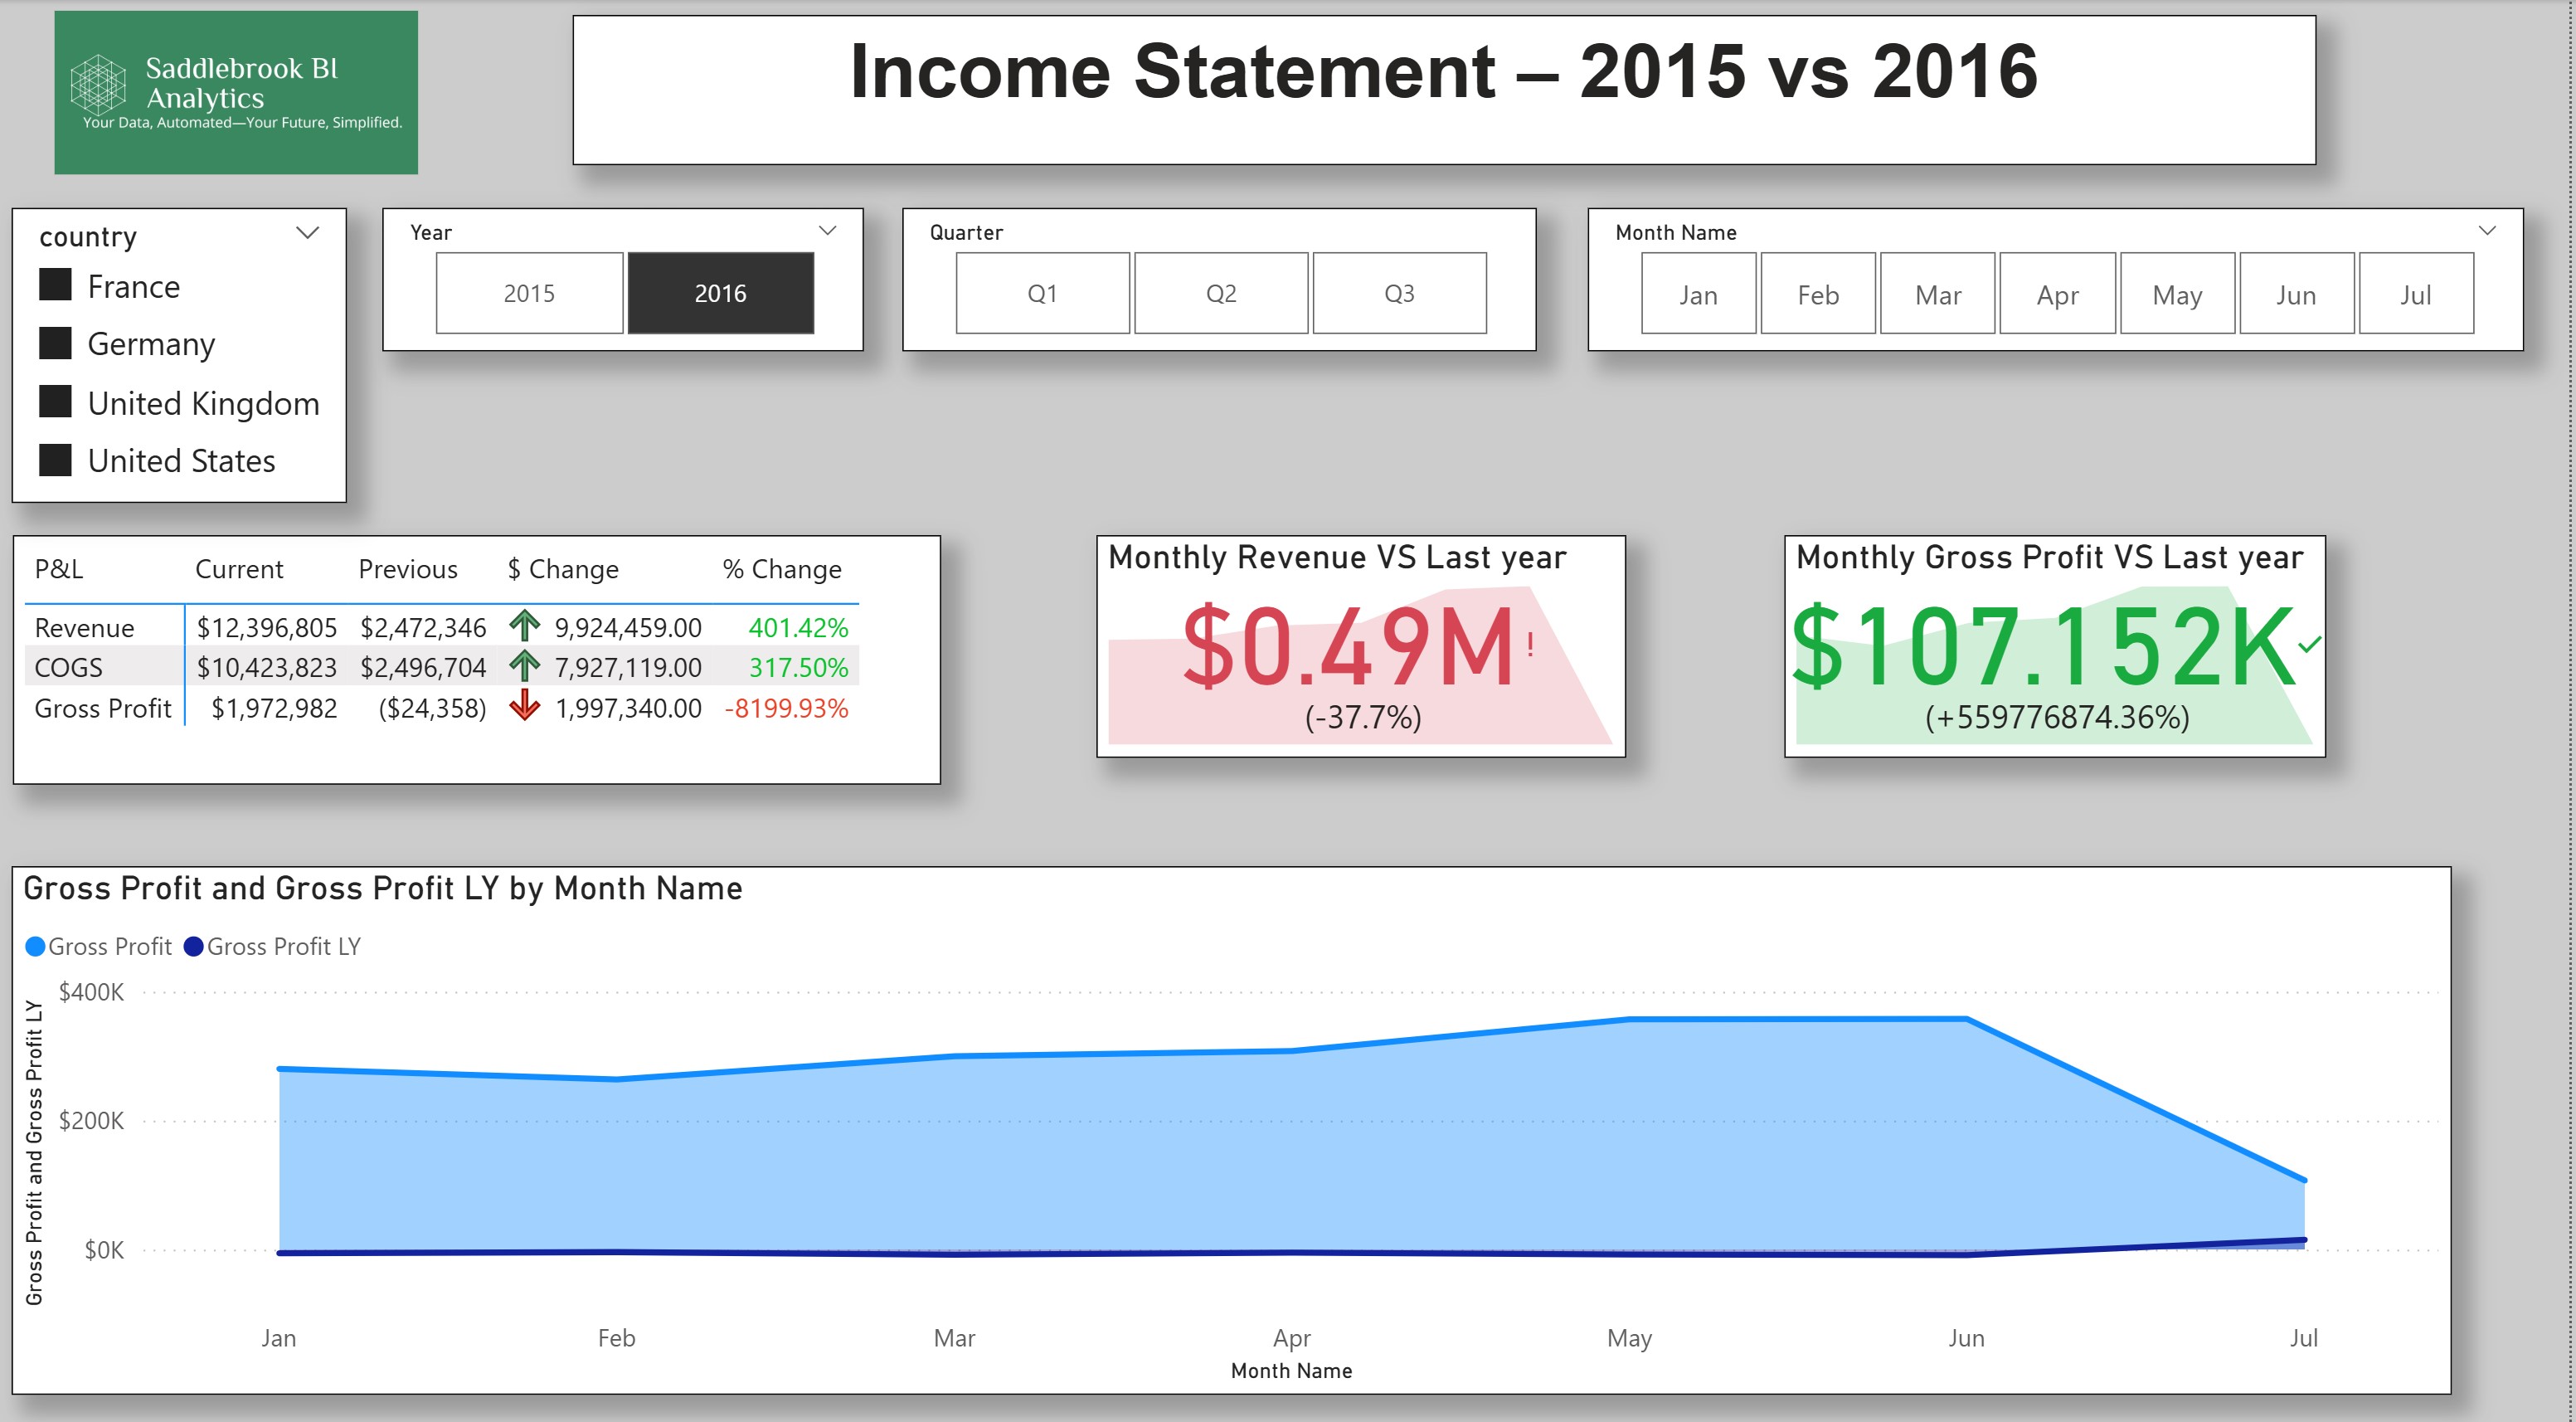 Saddlebrook BI
Analytics
Your Data, Automated—Your Future, Simplified.
Income Statement – 2015 vs 2016
country
France
Germany
United Kingdom
United States
Year
2015 2016
Quarter
Q1 Q2 Q3
Month Name
Jan Feb Mar Apr May Jun Jul
P&L Current Previous $ Change % Change
Revenue $12,396,805 $2,472,346 9,924,459.00 401.42%
COGS $10,423,823 $2,496,704 7,927,119.00 317.50%
Gross Profit $1,972,982 ($24,358) 1,997,340.00 -8199.93%
Monthly Revenue VS Last year
$0.49M!
(-37.7%)
Monthly Gross Profit VS Last year
$107.152K
(+559776874.36%)
Gross Profit and Gross Profit LY by Month Name
Gross Profit Gross Profit LY
Gross Profit and Gross Profit LY
$400K
$200K
$0K
Jan Feb Mar Apr May Jun Jul
Month Name